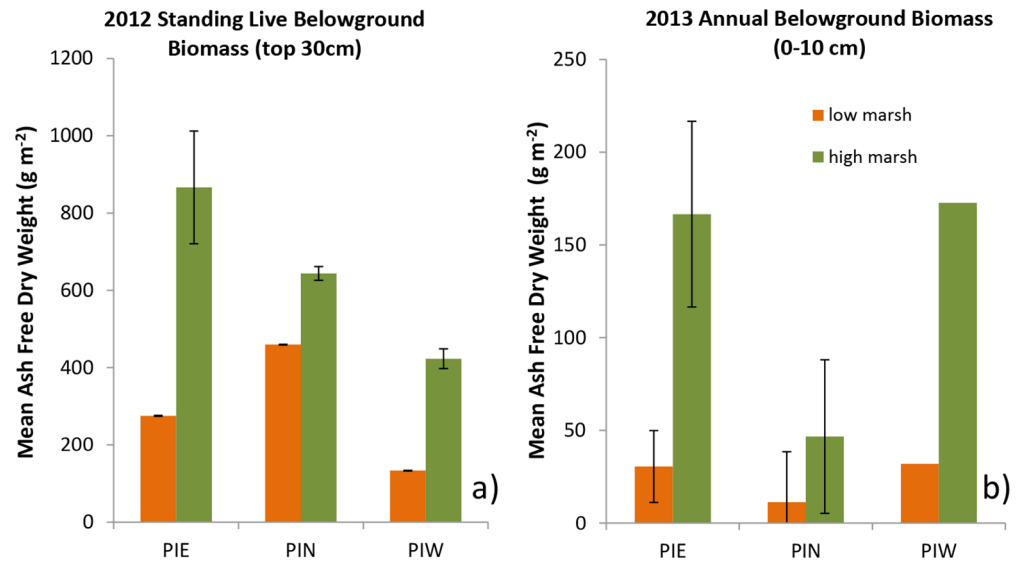 2012 Standing Live Belowground
Biomass (top 30cm)
Mean Ash Free Dry Weight (g m-2)
1200
1000
800
600
400
200
0
PIE PIN PIW
a)
2013 Annual Belowground Biomass
(0-10 cm)
Mean Ash Free Dry Weight (g m-2)
250
200
150
100
50
0
low marsh
high marsh
PIE PIN PIW
b)